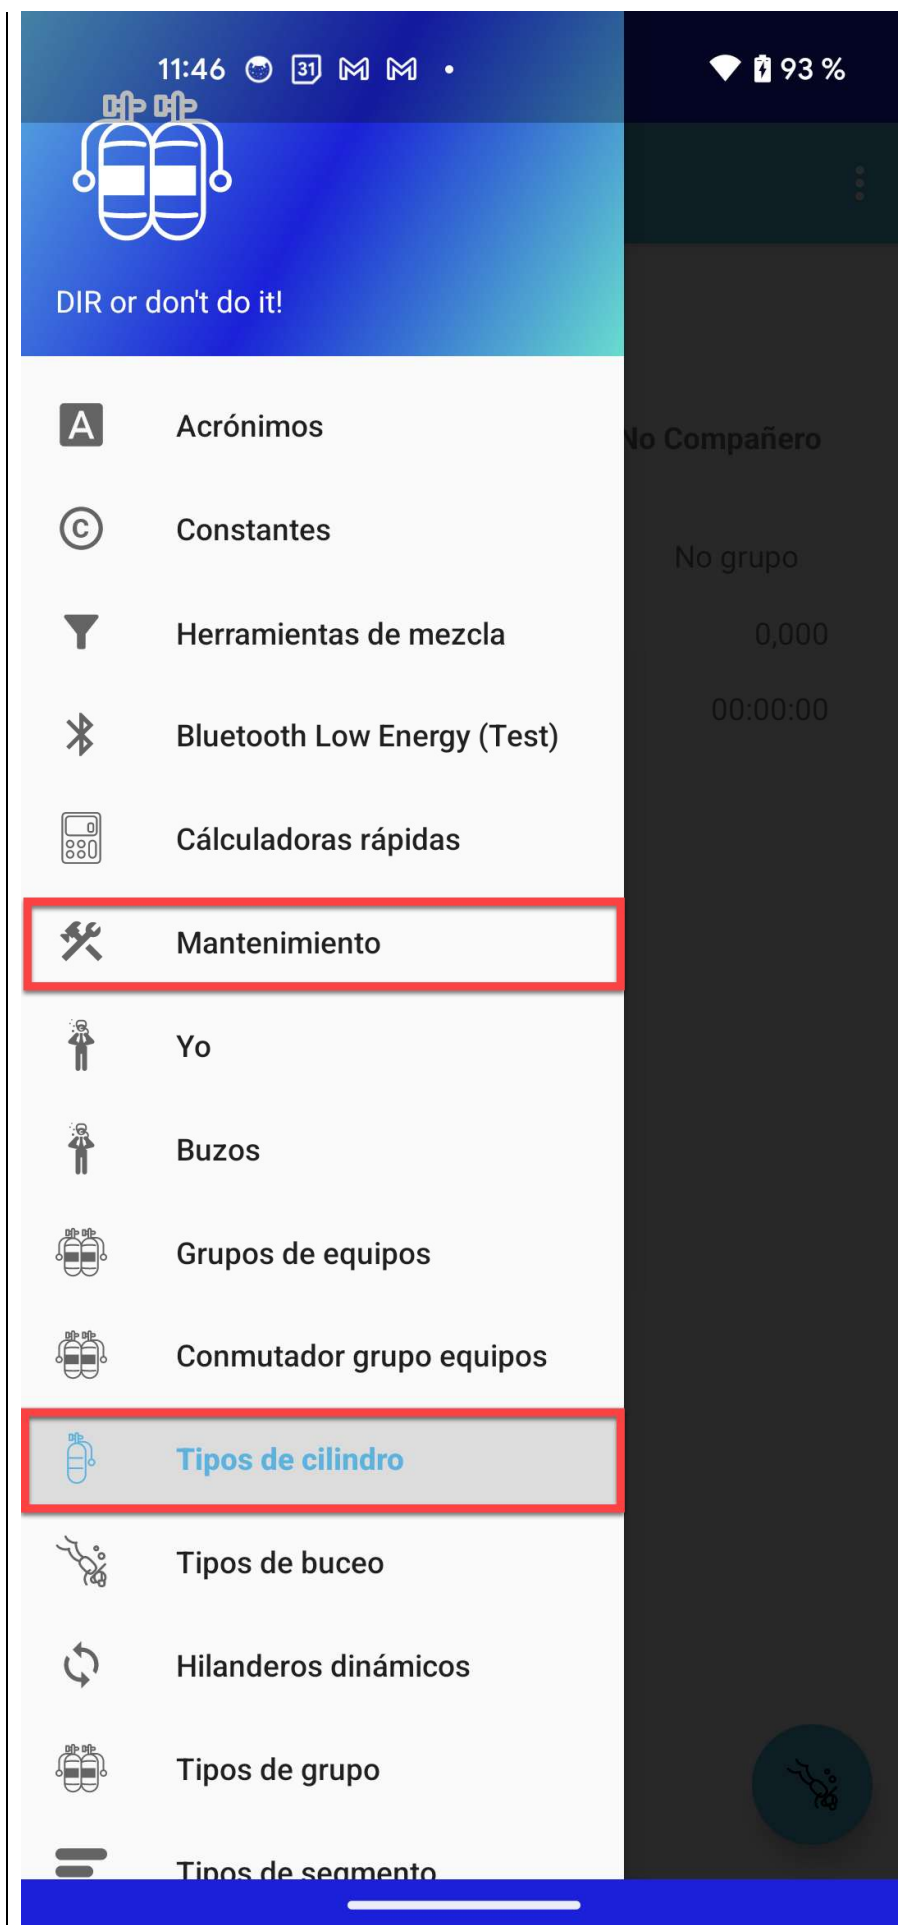 11:46 31 93 %
DIR or don't do it!
A Acrónimos
No Compañero
C Constantes
No grupo
Herramientas de mezcla
0,000
00:00:00
Bluetooth Low Energy (Test)
0
Cálculadoras rápidas
Mantenimiento
Yo
Buzos
Grupos de equipos
Conmutador grupo equipos
Tipos de cilindro
Tipos de buceo
Hilanderos dinámicos
Tipos de grupo
Tipos de segmento